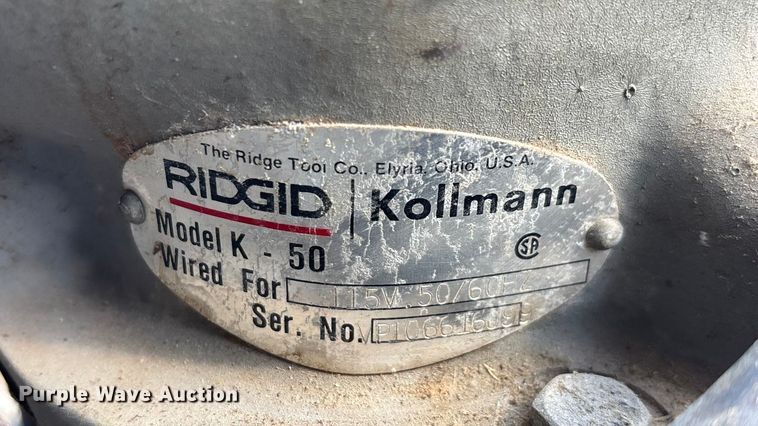 The Ridge Tool Co., Elyria, Ohio, U.S.A.
RIDGID | Kollmann
Model K - 50
SA
Wired For 115V 50/60HZ
Ser. No.
Purple Wave Auction